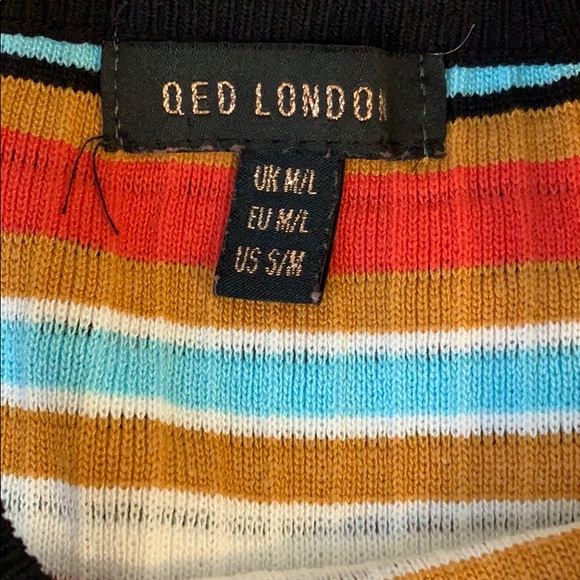 QED LONDON
UK M/L
EU M/L
US S/M